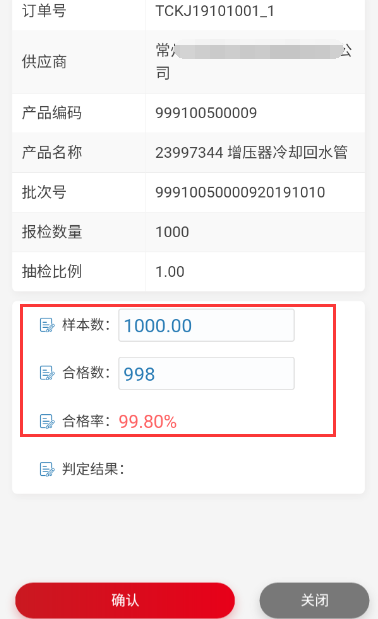 订单号 TCKJ19101001_1
供应商 常 公
司
产品编码 999100500009
产品名称 23997344 增压器冷却回水管
批次号 99910050000920191010
报检数量 1000
抽检比例 1.00
样本数: 1000.00
合格数: 998
合格率: 99.80%
判定结果:
确认 关闭